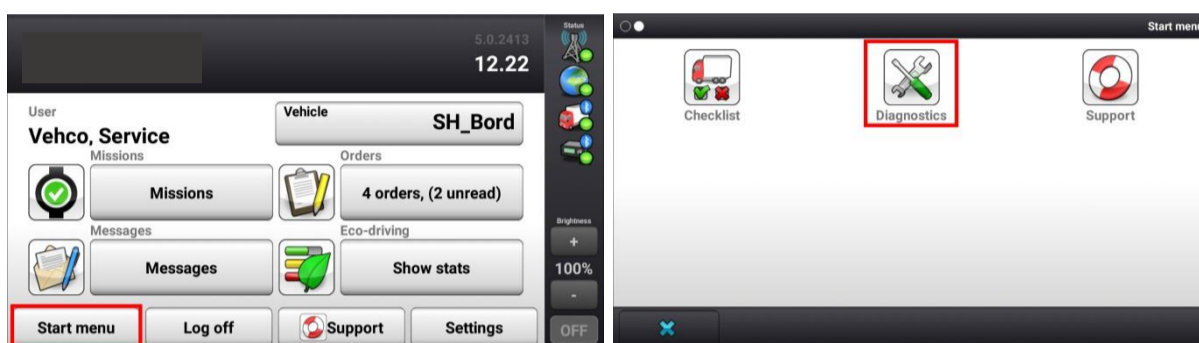 Status
5.0.2413
12.22
User
Vehicle
SH_Bord
Vehco, Service
Missions
Orders
Missions
4 orders, (2 unread)
Messages
Eco-driving
Messages
Show stats
Start menu
Log off
Support
Settings
Brightness
+
100%
-
OFF
Start menu
Checklist
Diagnostics
Support